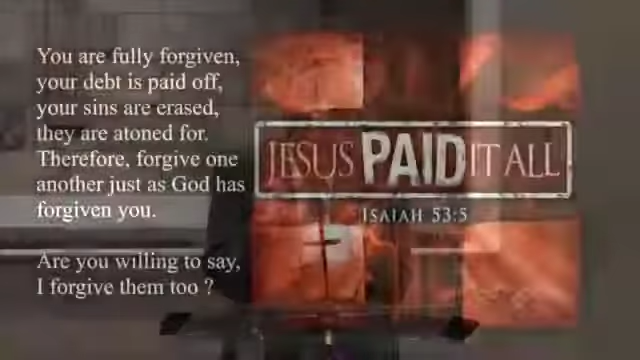 You are fully forgiven,
your debt is paid off,
your sins are erased,
they are atoned for.
Therefore, forgive one
another just as God has
forgiven you.
Are you willing to say,
I forgive them too ?
JESUS PAID IT ALL
ISAIAH 53:5